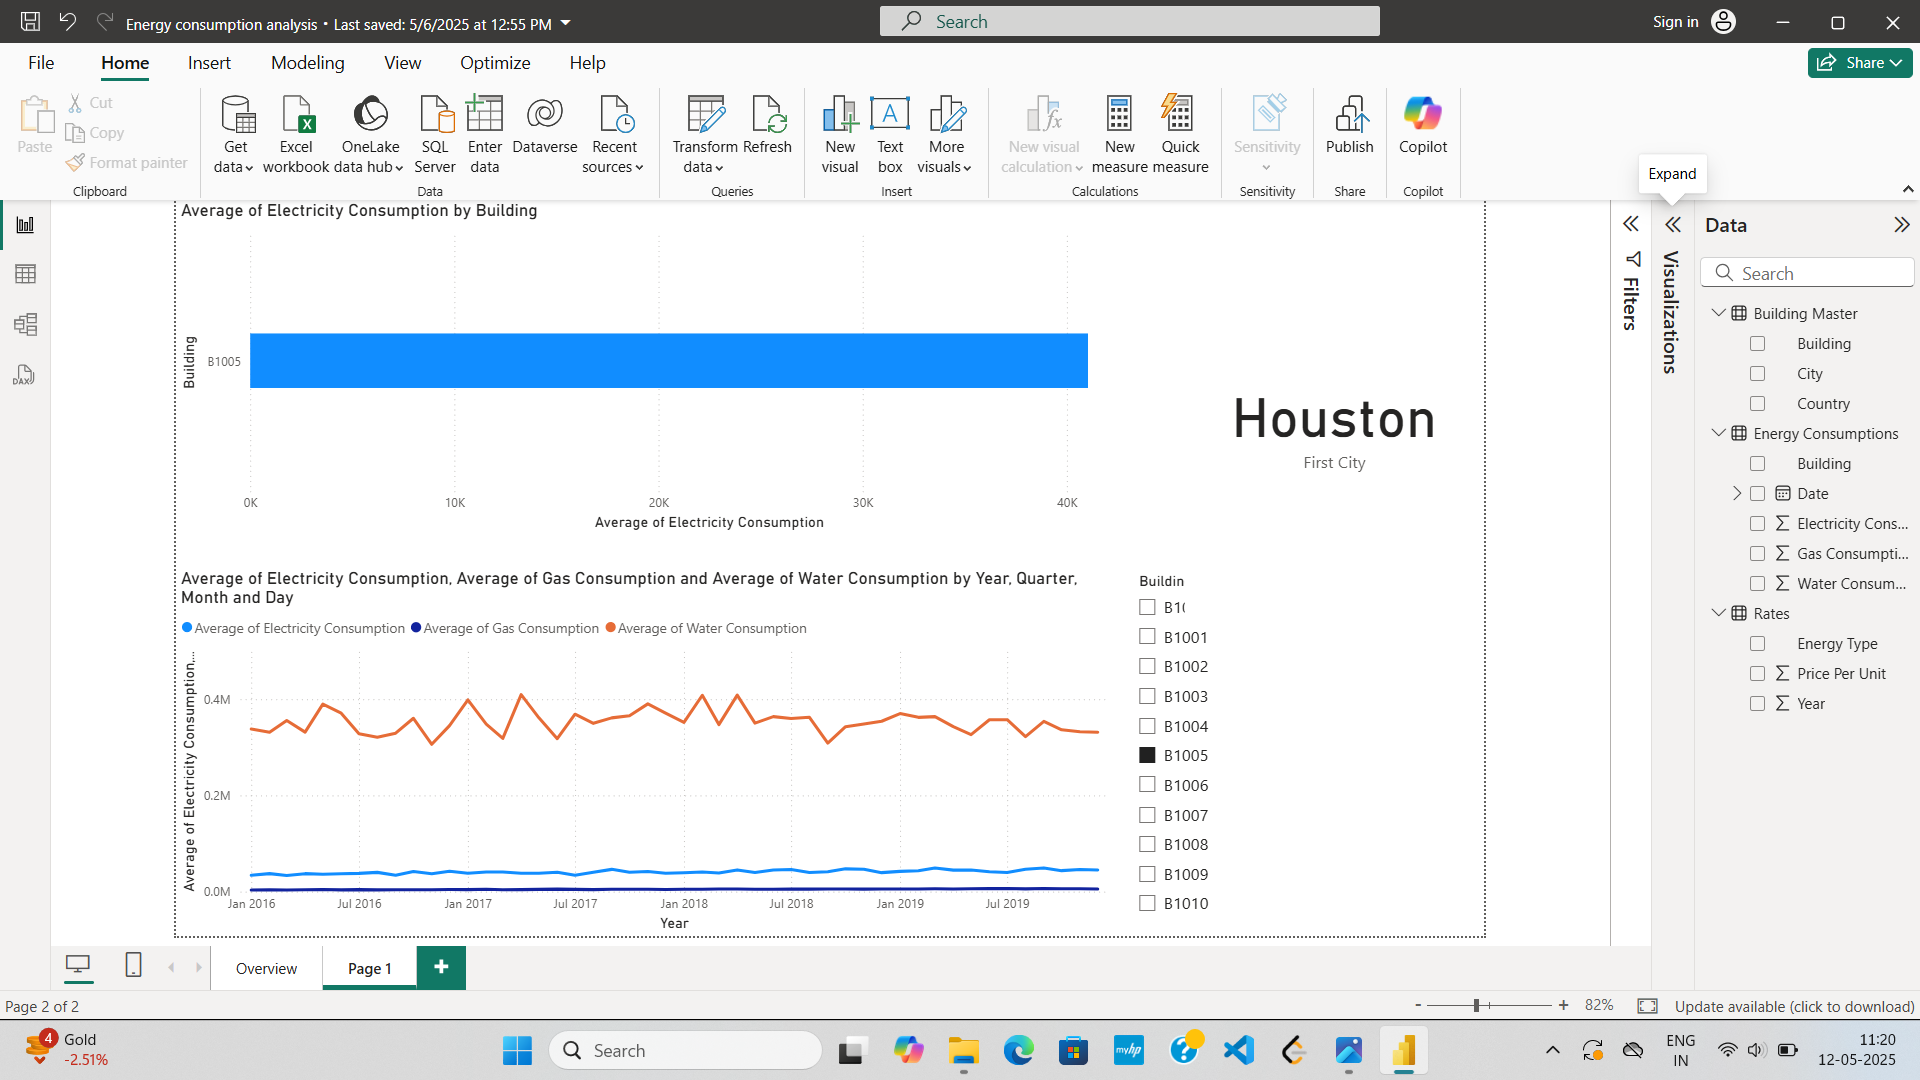 Energy consumption analysis • Last saved: 5/6/2025 at 12:55 PM
Search
Sign in
File Home Insert Modeling View Optimize Help
Share
Paste
Cut
Copy
Format painter
Clipboard
Get data
Excel workbook
OneLake data hub
SQL Server
Enter data
Dataverse
Recent sources
Data
Transform data
Refresh
Queries
New visual
Text box
More visuals
Insert
New visual calculation
New measure
Quick measure
Calculations
Sensitivity
Sensitivity
Publish
Share
Copilot
Copilot
Expand
Average of Electricity Consumption by Building
Building
B1005
0K 10K 20K 30K 40K
Average of Electricity Consumption
Houston
First City
Average of Electricity Consumption, Average of Gas Consumption and Average of Water Consumption by Year, Quarter,
Month and Day
Average of Electricity Consumption Average of Gas Consumption Average of Water Consumption
Average of Electricity Consumption,...
0.4M
0.2M
0.0M
Jan 2016 Jul 2016 Jan 2017 Jul 2017 Jan 2018 Jul 2018 Jan 2019 Jul 2019
Year
Buildin
B1(
B1001
B1002
B1003
B1004
B1005
B1006
B1007
B1008
B1009
B1010
Filters
Visualizations
Data
Search
Building Master
Building
City
Country
Energy Consumptions
Building
Date
Electricity Cons...
Gas Consumpti...
Water Consum...
Rates
Energy Type
Price Per Unit
Year
DAX
Overview
Page 1
Page 2 of 2
- + 82%
Update available (click to download)
4
Gold
-2.51%
Search
myhp
ENG
IN
11:20
12-05-2025